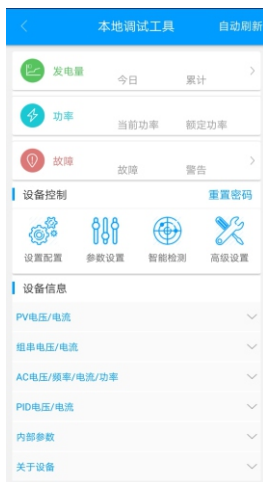 本地调试工具 自动刷新
发电量 今日 累计
功率 当前功率 额定功率
故障 故障 警告
设备控制 重置密码
设置配置 参数设置 智能检测 高级设置
设备信息
PV电压/电流
组串电压/电流
AC电压/频率/电流/功率
PID电压/电流
内部参数
关于设备